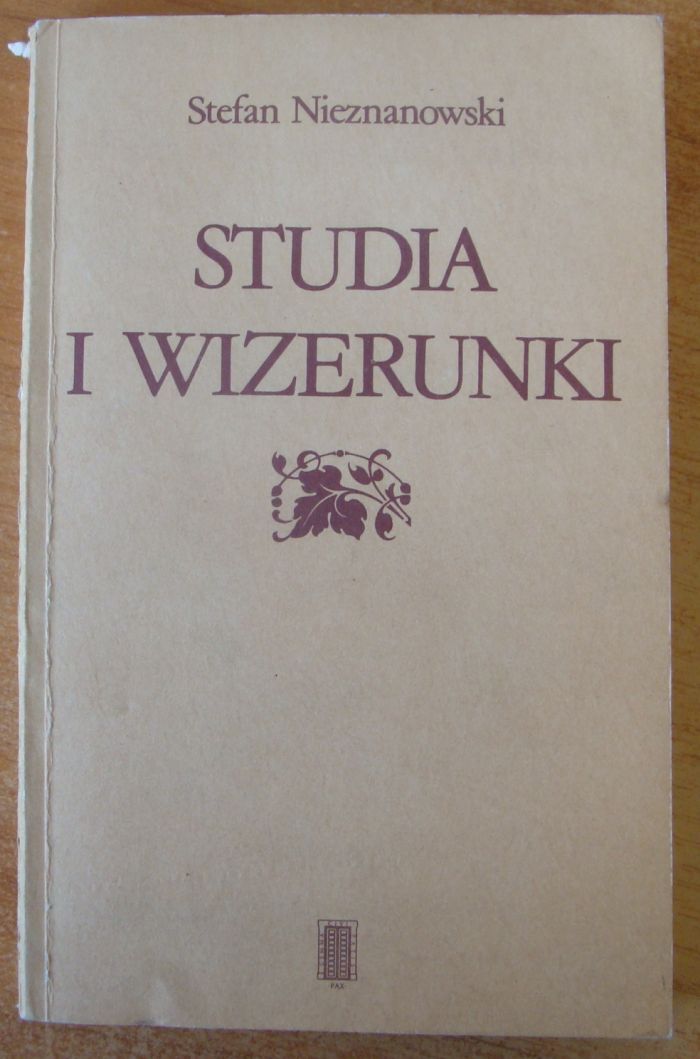 Stefan Nieznanowski
STUDIA
I WIZERUNKI
PAX